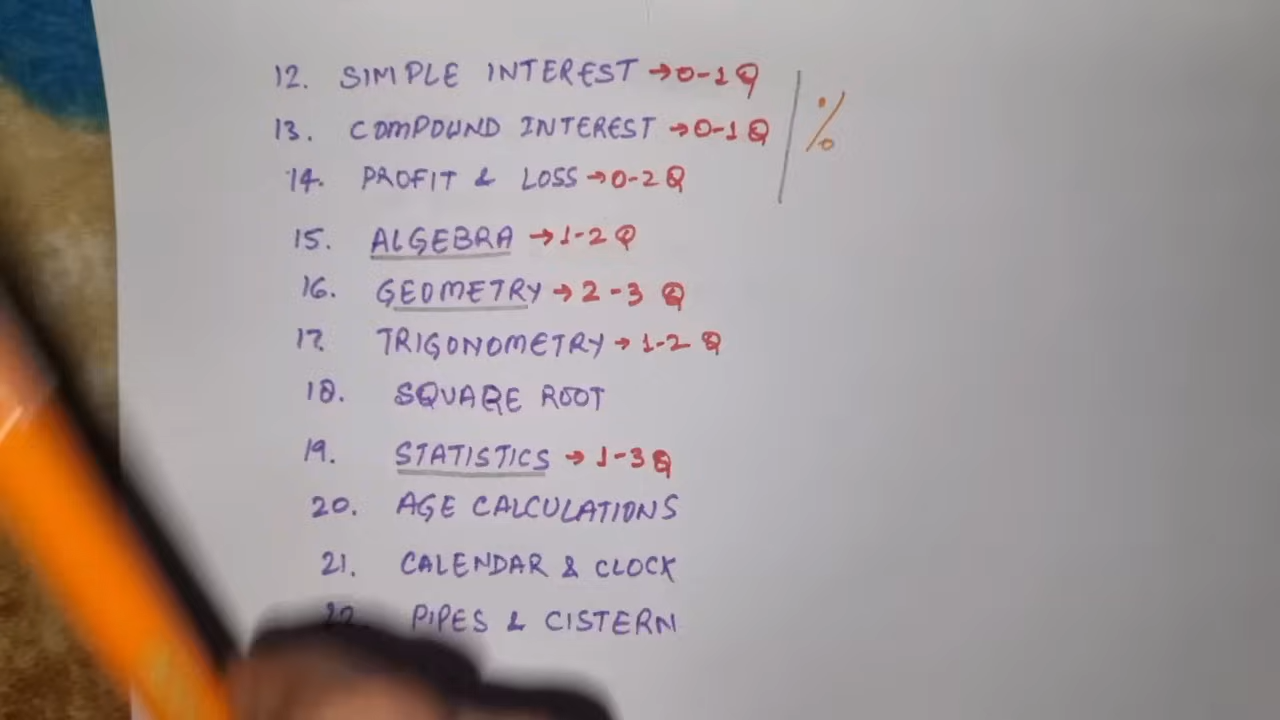 12. SIMPLE INTEREST → 0-1 Q
13. COMPOUND INTEREST → 0-1 Q
%
14. PROFIT & LOSS → 0-2 Q
15. ALGEBRA → 1-2 Q
16. GEOMETRY → 2-3 Q
17. TRIGONOMETRY → 1-2 Q
18. SQUARE ROOT
19. STATISTICS → 1-3 Q
20. AGE CALCULATIONS
21. CALENDAR & CLOCK
22. PIPES & CISTERN